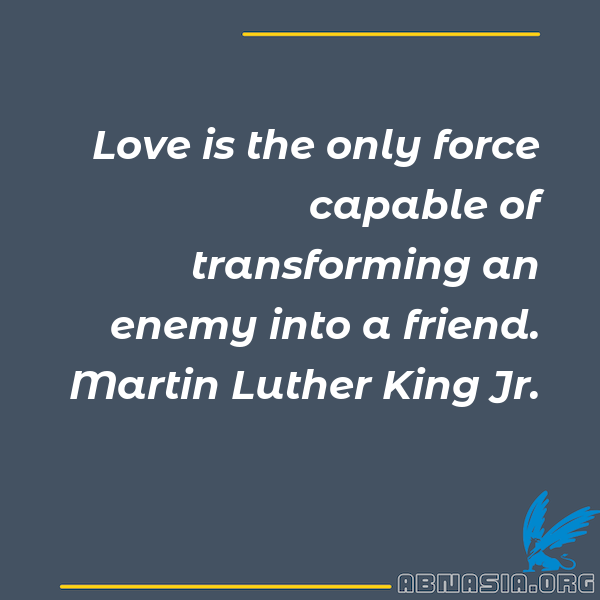 Love is the only force
capable of
transforming an
enemy into a friend.
Martin Luther King Jr.
ABNASIA.ORG